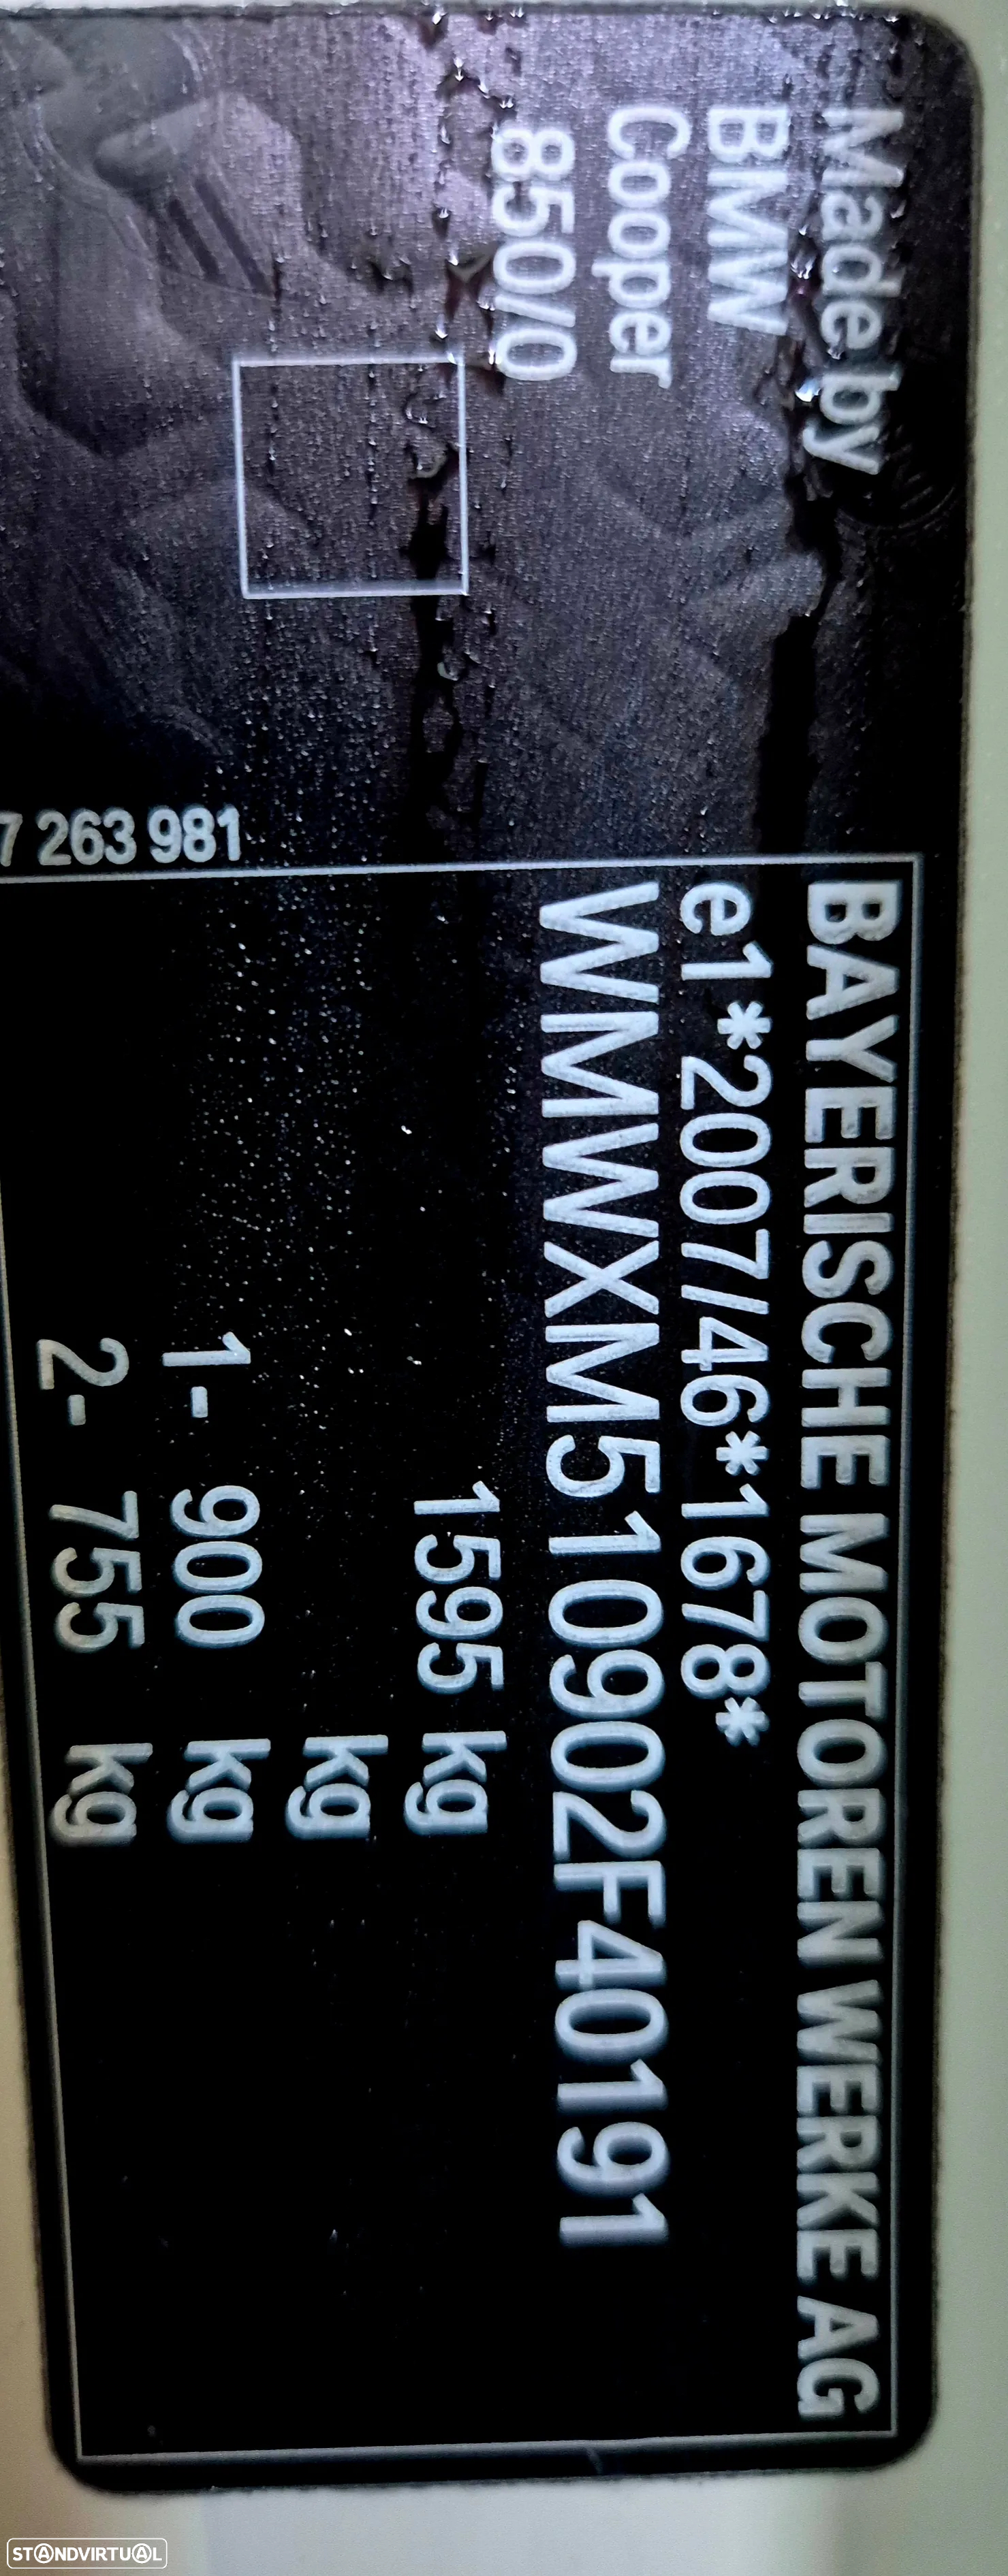 Made by
BMW
Cooper
850/0
7 263 981
BAYERISCHE MOTOREN WERKE AG
e1*2007/46*1678*
WMWXM510902F40191
1595 kg
kg
1- 900 kg
2- 755 kg
STANDVIRTUAL